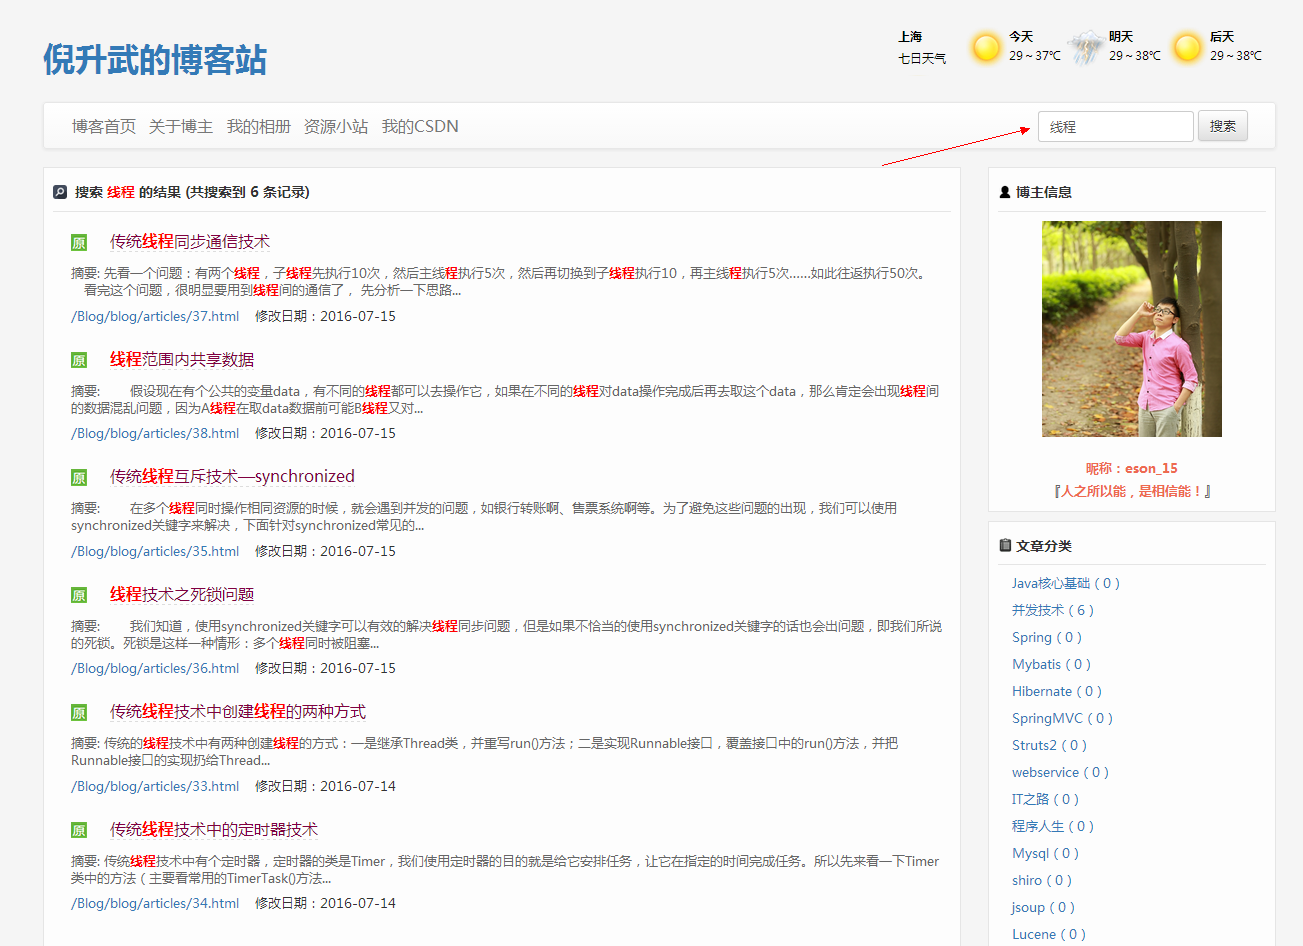 倪升武的博客站
上海
七日天气
今天
29～37℃
明天
29～38℃
后天
29～38℃
博客首页 关于博主 我的相册 资源小站 我的CSDN
线程 搜索
搜索 线程 的结果 (共搜索到 6 条记录)
原 传统线程同步通信技术
摘要: 先看一个问题：有两个线程，子线程先执行10次，然后主线程执行5次，然后再切换到子线程执行10，再主线程执行5次……如此往返执行50次。
看完这个问题，很明显要用到线程间的通信了， 先分析一下思路...
/Blog/blog/articles/37.html 修改日期：2016-07-15
原 线程范围内共享数据
摘要: 假设现在有个公共的变量data，有不同的线程都可以去操作它，如果在不同的线程对data操作完成后再去取这个data，那么肯定会出现线程间
的数据混乱问题，因为A线程在取data数据前可能B线程又对...
/Blog/blog/articles/38.html 修改日期：2016-07-15
原 传统线程互斥技术—synchronized
摘要: 在多个线程同时操作相同资源的时候，就会遇到并发的问题，如银行转账啊、售票系统啊等。为了避免这些问题的出现，我们可以使用
synchronized关键字来解决，下面针对synchronized常见的...
/Blog/blog/articles/35.html 修改日期：2016-07-15
原 线程技术之死锁问题
摘要: 我们知道，使用synchronized关键字可以有效的解决线程同步问题，但是如果不恰当的使用synchronized关键字的话也会出问题，即我们所说
的死锁。死锁是这样一种情形：多个线程同时被阻塞...
/Blog/blog/articles/36.html 修改日期：2016-07-15
原 传统线程技术中创建线程的两种方式
摘要: 传统的线程技术中有两种创建线程的方式：一是继承Thread类，并重写run()方法；二是实现Runnable接口，覆盖接口中的run()方法，并把
Runnable接口的实现扔给Thread...
/Blog/blog/articles/33.html 修改日期：2016-07-14
原 传统线程技术中的定时器技术
摘要: 传统线程技术中有个定时器，定时器的类是Timer，我们使用定时器的目的就是给它安排任务，让它在指定的时间完成任务。所以先来看一下Timer
类中的方法（主要看常用的TimerTask()方法...
/Blog/blog/articles/34.html 修改日期：2016-07-14
博主信息
昵称：eson_15
『人之所以能，是相信能！』
文章分类
Java核心基础 ( 0 )
并发技术 ( 6 )
Spring ( 0 )
Mybatis ( 0 )
Hibernate ( 0 )
SpringMVC ( 0 )
Struts2 ( 0 )
webservice ( 0 )
IT之路 ( 0 )
程序人生 ( 0 )
Mysql ( 0 )
shiro ( 0 )
jsoup ( 0 )
Lucene ( 0 )